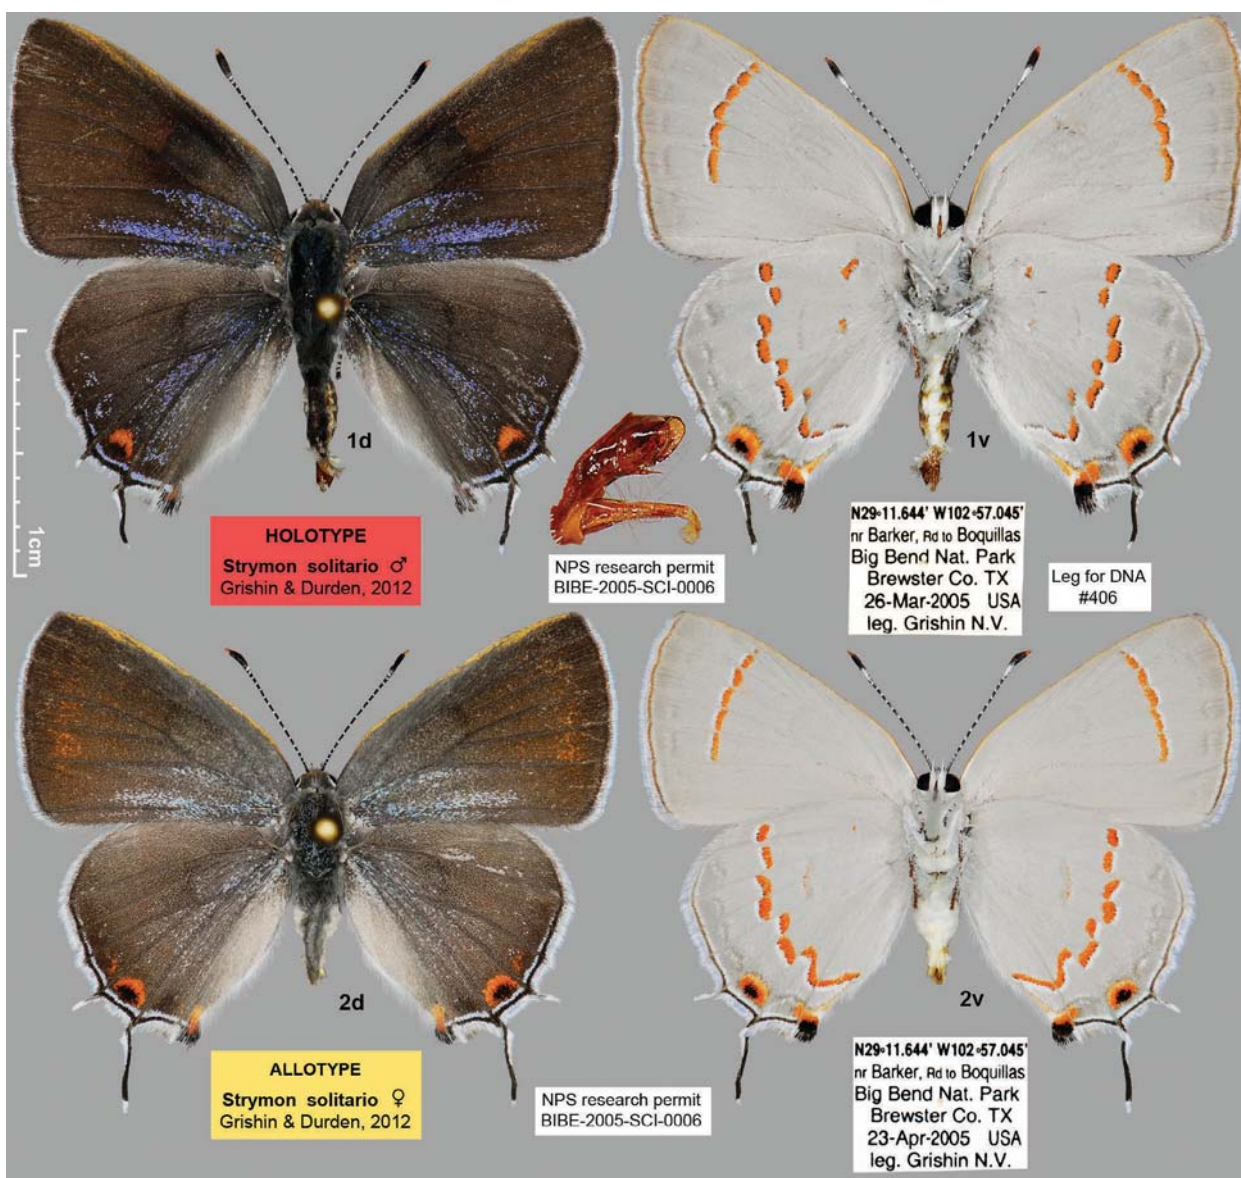 1d
1v
1cm
HOLOTYPE
Strymon solitario ♂
Grishin & Durden, 2012
NPS research permit
BIBE-2005-SCI-0006
N29◦11.644' W102◦57.045'
nr Barker, Rd to Boquillas
Big Bend Nat. Park
Brewster Co. TX
26-Mar-2005 USA
leg. Grishin N.V.
Leg for DNA
#406
2d
2v
ALLOTYPE
Strymon solitario ♀
Grishin & Durden, 2012
NPS research permit
BIBE-2005-SCI-0006
N29◦11.644' W102◦57.045'
nr Barker, Rd to Boquillas
Big Bend Nat. Park
Brewster Co. TX
23-Apr-2005 USA
leg. Grishin N.V.